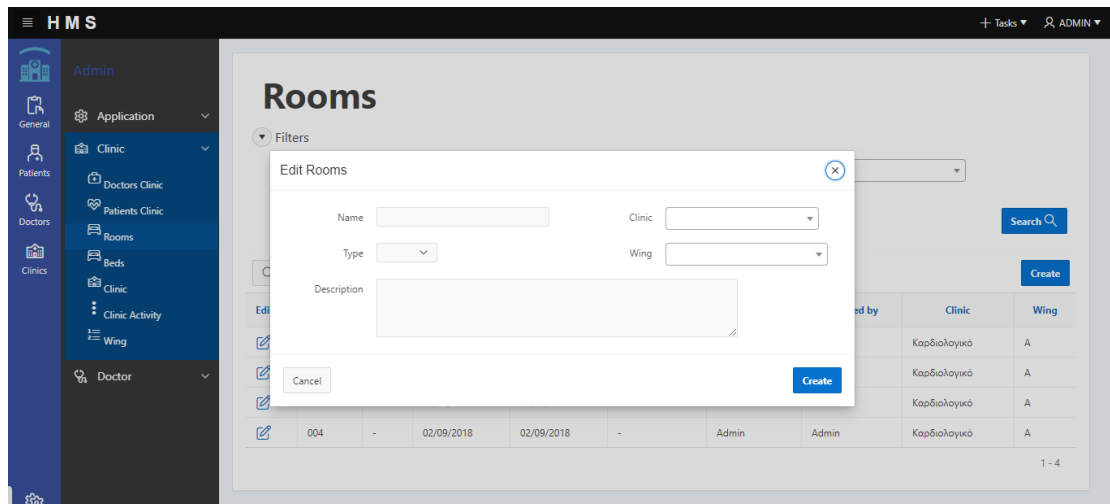 HMS
Tasks
ADMIN
General
Patients
Doctors
Clinics
Admin
Application
Clinic
Doctors Clinic
Patients Clinic
Rooms
Beds
Clinic
Clinic Activity
Wing
Doctor
Rooms
Filters
Search
Create
Edit Rooms
Name
Clinic
Type
Wing
Description
Cancel
Create
Edi ed by Clinic Wing
Καρδιολογικό A
Καρδιολογικό A
Καρδιολογικό A
004 - 02/09/2018 02/09/2018 - Admin Admin Καρδιολογικό A
1 - 4